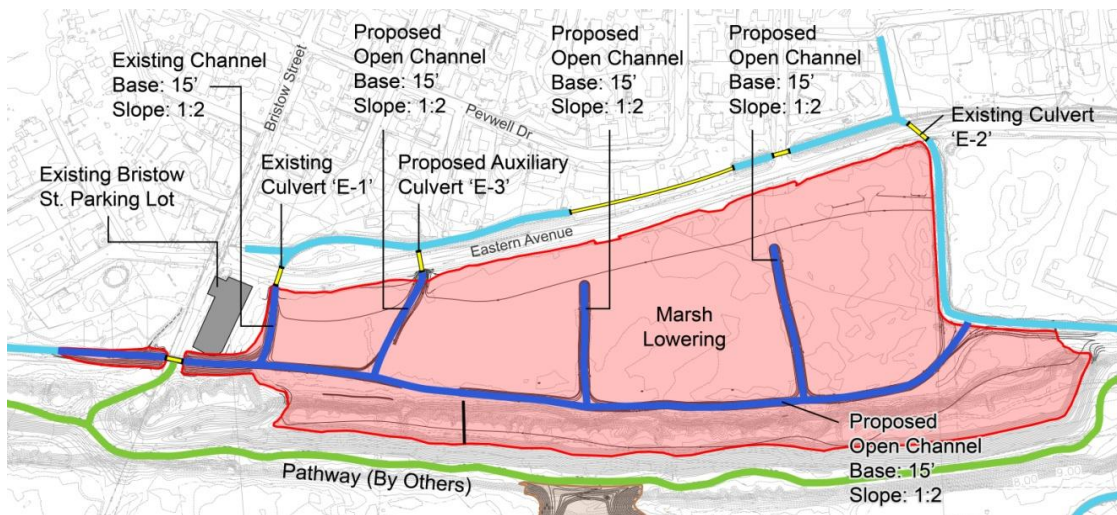 Existing Channel
Base: 15'
Slope: 1:2
Bristow Street
Proposed
Open Channel
Base: 15'
Slope: 1:2
Proposed
Open Channel
Base: 15'
Slope: 1:2
Proposed
Open Channel
Base: 15'
Slope: 1:2
Pevwell Dr
Existing Culvert
'E-2'
Existing Bristow
St. Parking Lot
Existing
Culvert 'E-1'
Proposed Auxiliary
Culvert 'E-3'
Eastern Avenue
Marsh
Lowering
Proposed
Open Channel
Base: 15'
Slope: 1:2
Pathway (By Others)